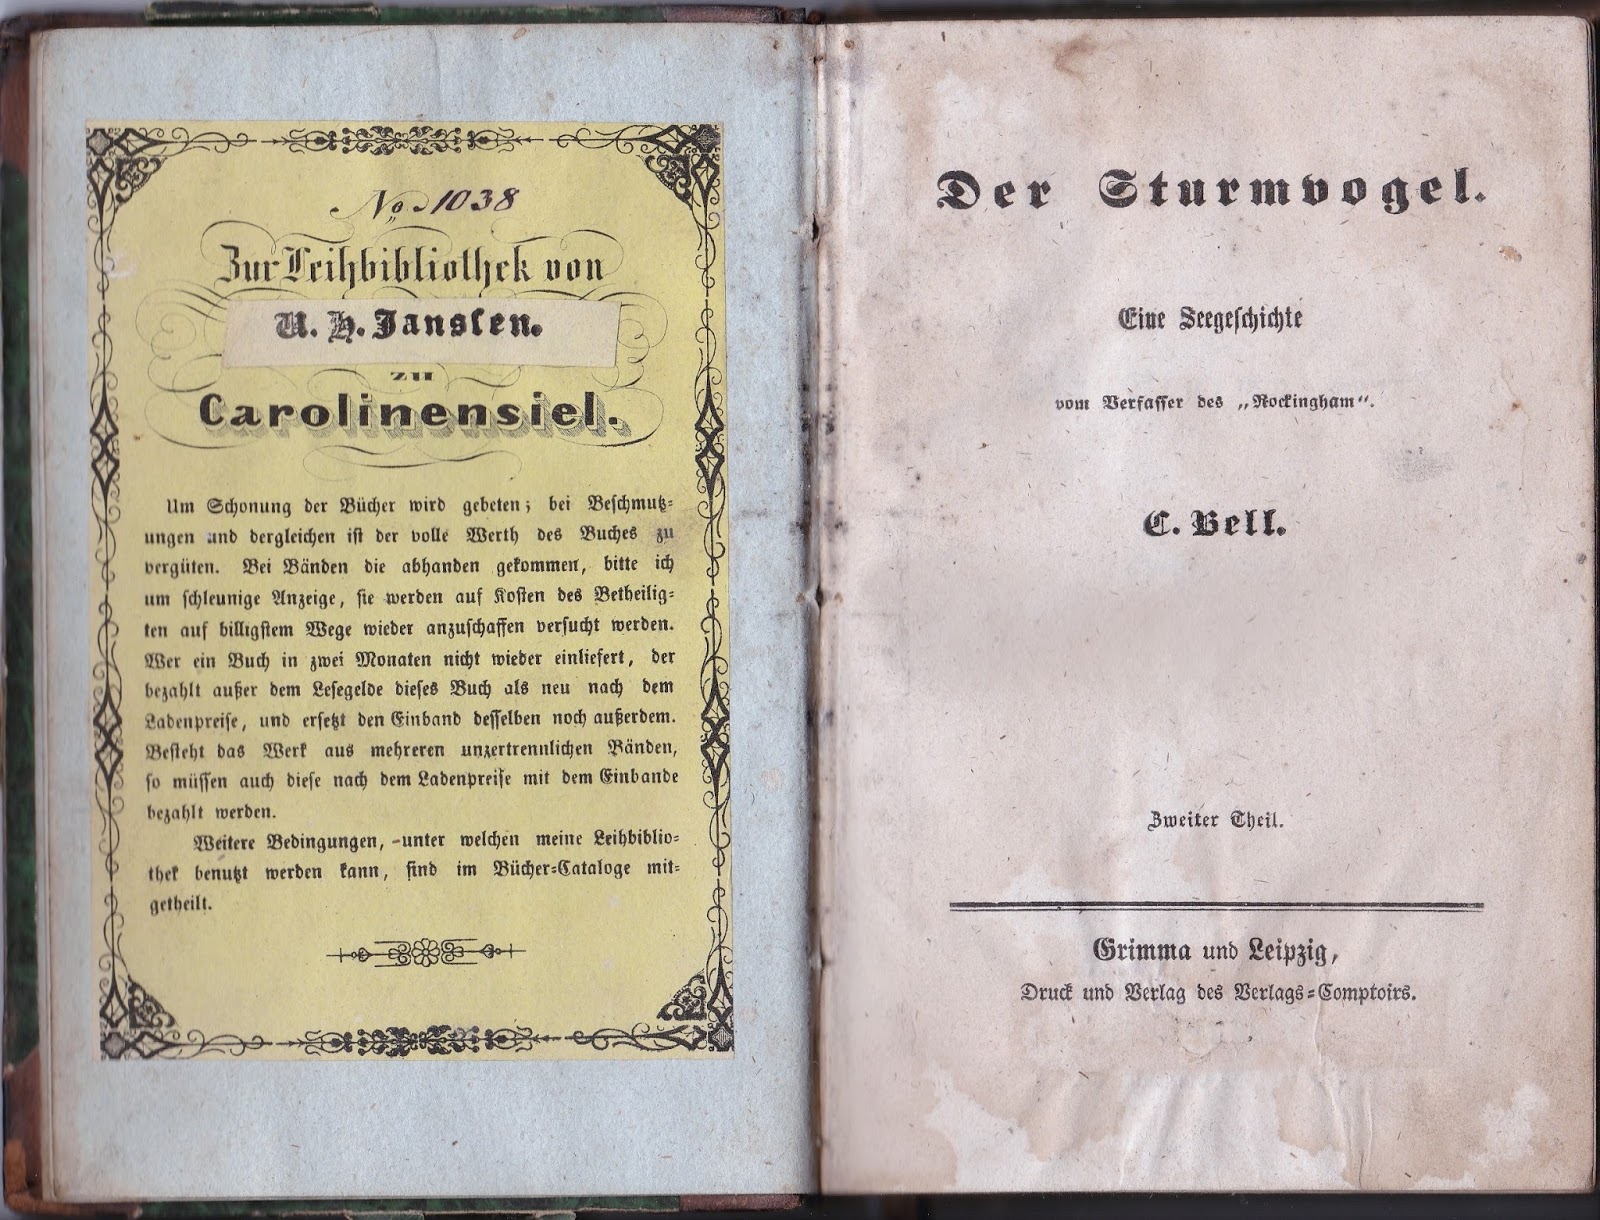 No. 1038
Zur Leihbibliothek von
U. H. Janssen.
zu
Carolinensiel.
Um Schonung der Bücher wird gebeten; bei Beschmutz-
ungen und dergleichen ist der volle Werth des Buches zu
vergüten. Bei Bänden die abhanden gekommen, bitte ich
um schleunige Anzeige, sie werden auf Kosten des Betheilig-
ten auf billigstem Wege wieder anzuschaffen versucht werden.
Wer ein Buch in zwei Monaten nicht wieder einliefert, der
bezahlt außer dem Lesegelde dieses Buch als neu nach dem
Ladenpreise, und ersetzt den Einband desselben noch außerdem.
Besteht das Werk aus mehreren unzertrennlichen Bänden,
so müssen auch diese nach dem Ladenpreise mit dem Einbande
bezahlt werden.
Weitere Bedingungen, unter welchen meine Leihbiblio-
thek benutzt werden kann, sind im Bücher-Cataloge mit-
getheilt.
Der Sturmvogel.
Eine Seegeschichte
vom Verfasser des „Rockingham“.
C. Bell.
Zweiter Theil.
Grimma und Leipzig,
Druck und Verlag des Verlags-Comptoirs.